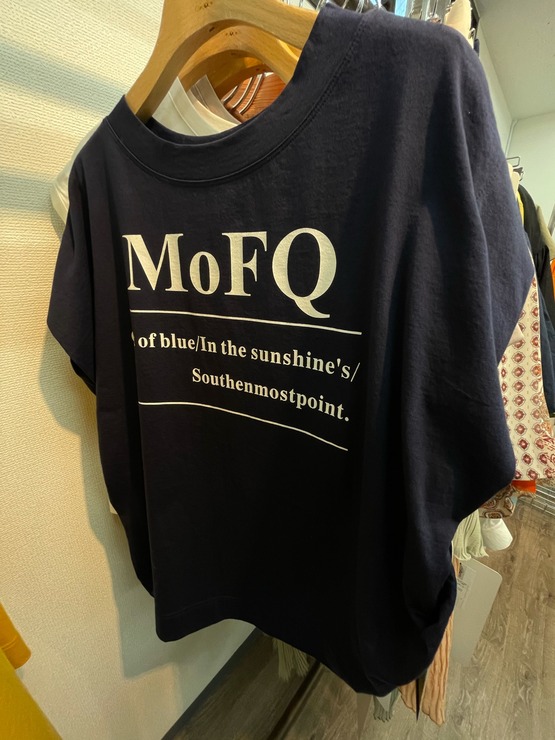 MoFQ
of blue/In the sunshine's/
Southenmostpoint.